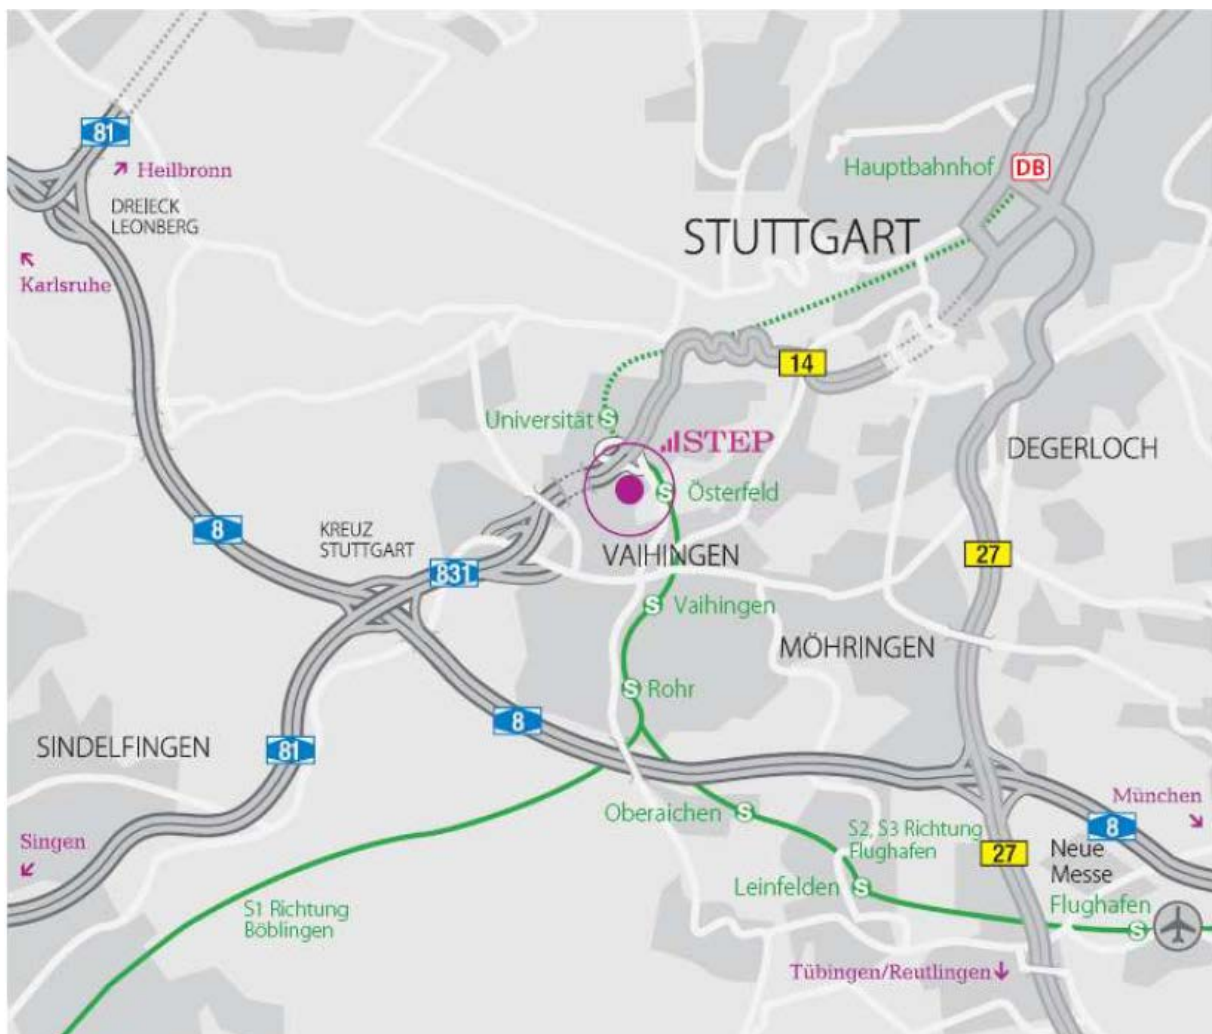 81
Heilbronn
DREIECK
LEONBERG
Karlsruhe
Hauptbahnhof
DB
STUTTGART
14
Universität
S
STEP
DEGERLOCH
S
Österfeld
8
KREUZ
STUTTGART
831
VAIHINGEN
27
S
Vaihingen
MÖHRINGEN
S
Rohr
8
SINDELFINGEN
81
München
Oberaichen
S
8
Singen
S2, S3 Richtung
Flughafen
27
Neue
Messe
Leinfelden
S
Flughafen
S
S1 Richtung
Böblingen
Tübingen/Reutlingen